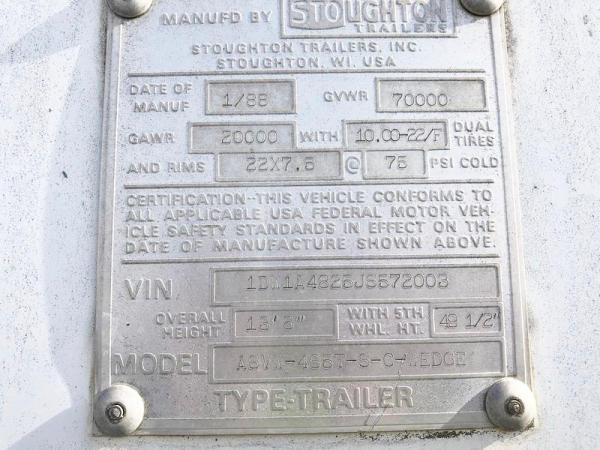 MANUFD BY STOUGHTON
TRAILERS
STOUGHTON TRAILERS, INC.
STOUGHTON, WI. USA
DATE OF MANUF 1/88 GVWR 70000
GAWR 20000 WITH 10.00-22/F DUAL TIRES
AND RIMS 22X7.5 @ 75 PSI COLD
CERTIFICATION--THIS VEHICLE CONFORMS TO
ALL APPLICABLE USA FEDERAL MOTOR VEH-
ICLE SAFETY STANDARDS IN EFFECT ON THE
DATE OF MANUFACTURE SHOWN ABOVE.
VIN
OVERALL HEIGHT 13'6" WITH 5TH WHL. HT. 49 1/2"
MODEL
TYPE-TRAILER